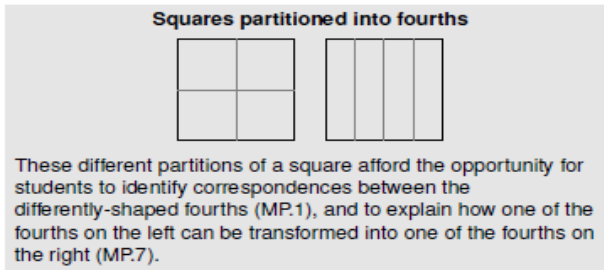 Squares partitioned into fourths
These different partitions of a square afford the opportunity for
students to identify correspondences between the
differently-shaped fourths (MP.1), and to explain how one of the
fourths on the left can be transformed into one of the fourths on
the right (MP.7).